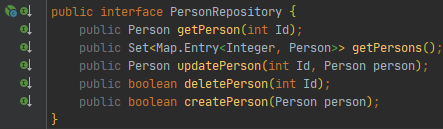 public interface PersonRepository {
public Person getPerson(int Id);
public Set<Map.Entry<Integer, Person>> getPersons();
public Person updatePerson(int Id, Person person);
public boolean deletePerson(int Id);
public boolean createPerson(Person person);
}